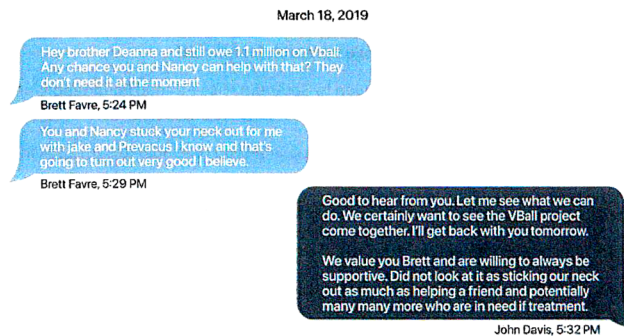 March 18, 2019
Hey brother Deanna and still owe 1.1 million on Vball.
Any chance you and Nancy can help with that? They
don't need it at the moment
Brett Favre, 5:24 PM
You and Nancy stuck your neck out for me
with jake and Prevacus I know and that's
going to turn out very good I believe.
Brett Favre, 5:29 PM
Good to hear from you. Let me see what we can
do. We certainly want to see the VBall project
come together. I'll get back with you tomorrow.
We value you Brett and are willing to always be
supportive. Did not look at it as sticking our neck
out as much as helping a friend and potentially
many many more who are in need if treatment.
John Davis, 5:32 PM